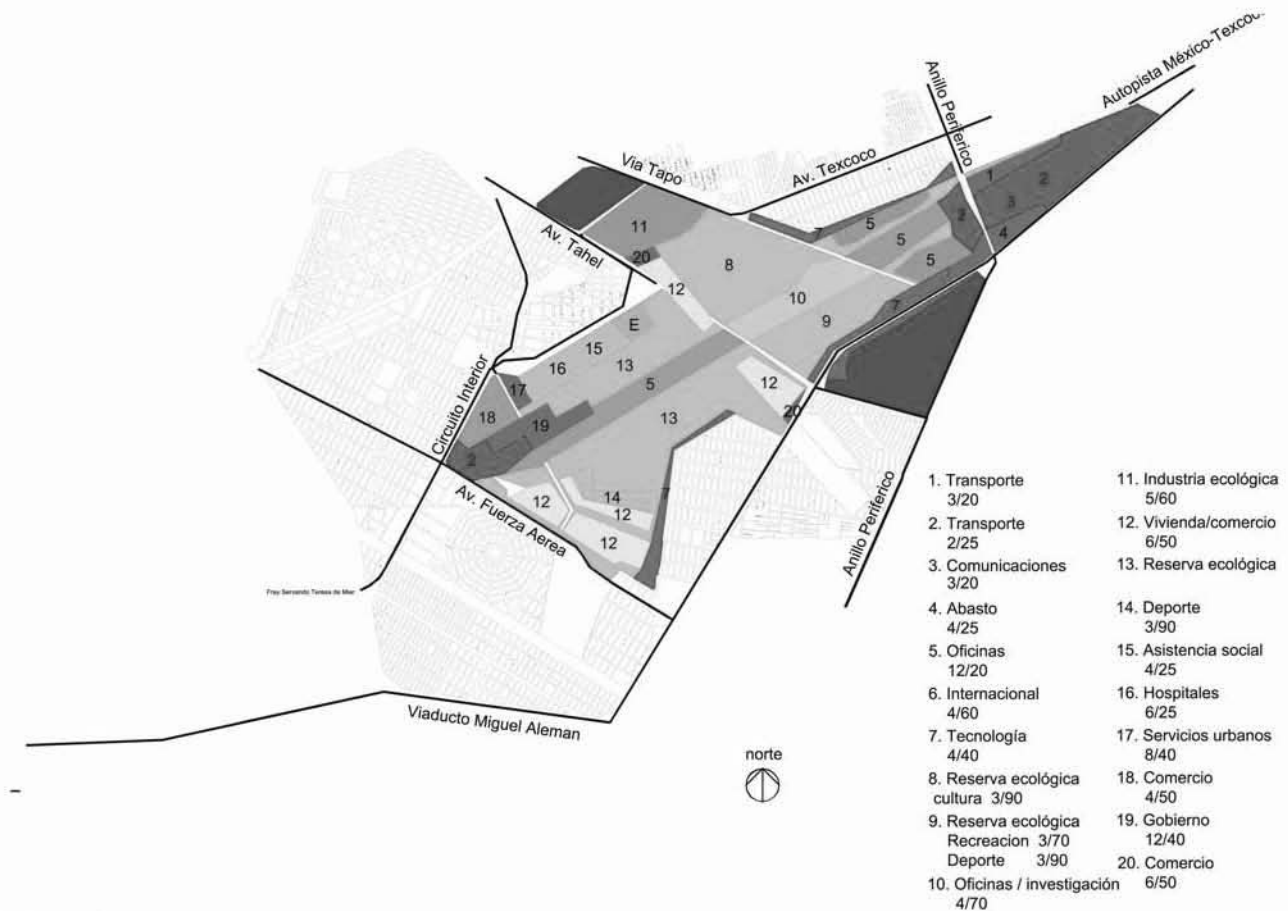 Autopista México-Texcoc
Anillo Periferico
Via Tapo
Av. Texcoco
1
2
3
2
4
5
5
5
7
7
11
Av. Tahel
20
8
12
10
9
E
15
16
13
5
12
20
Circuito Interior
17
18
19
13
2
Av. Fuerza Aerea
12
14
12
12
7
Anillo Periferico
Fray Servando Teresa de Mier
Viaducto Miguel Aleman
norte
1. Transporte
3/20
2. Transporte
2/25
3. Comunicaciones
3/20
4. Abasto
4/25
5. Oficinas
12/20
6. Internacional
4/60
7. Tecnología
4/40
8. Reserva ecológica
cultura 3/90
9. Reserva ecológica
Recreacion 3/70
Deporte 3/90
10. Oficinas / investigación
4/70
11. Industria ecológica
5/60
12. Vivienda/comercio
6/50
13. Reserva ecológica
14. Deporte
3/90
15. Asistencia social
4/25
16. Hospitales
6/25
17. Servicios urbanos
8/40
18. Comercio
4/50
19. Gobierno
12/40
20. Comercio
6/50